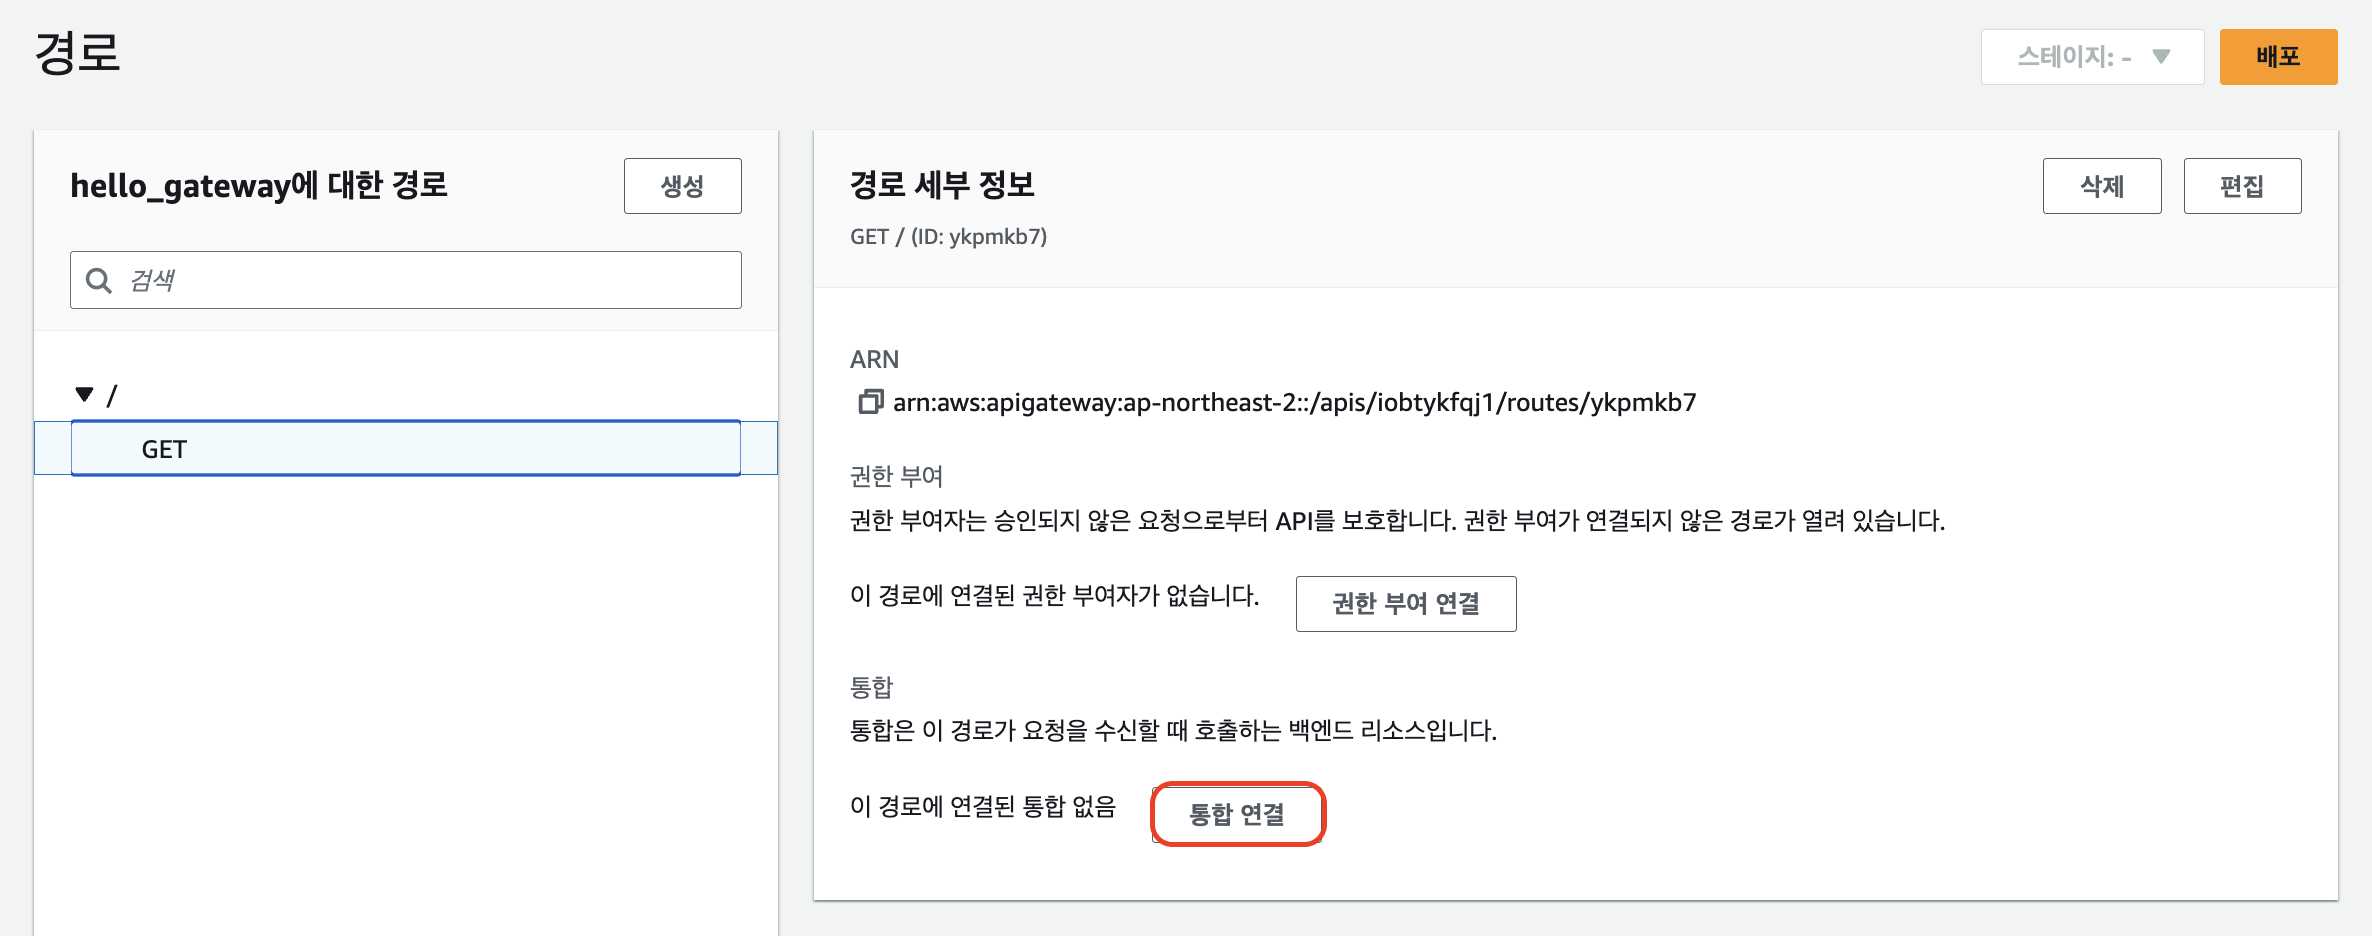 경로
스테이지: -
배포
hello_gateway에 대한 경로
생성
검색
/
GET
경로 세부 정보
삭제
편집
GET / (ID: ykpmkb7)
ARN
arn:aws:apigateway:ap-northeast-2::/apis/iobtykfqj1/routes/ykpmkb7
권한 부여
권한 부여자는 승인되지 않은 요청으로부터 API를 보호합니다. 권한 부여가 연결되지 않은 경로가 열려 있습니다.
이 경로에 연결된 권한 부여자가 없습니다.
권한 부여 연결
통합
통합은 이 경로가 요청을 수신할 때 호출하는 백엔드 리소스입니다.
이 경로에 연결된 통합 없음
통합 연결